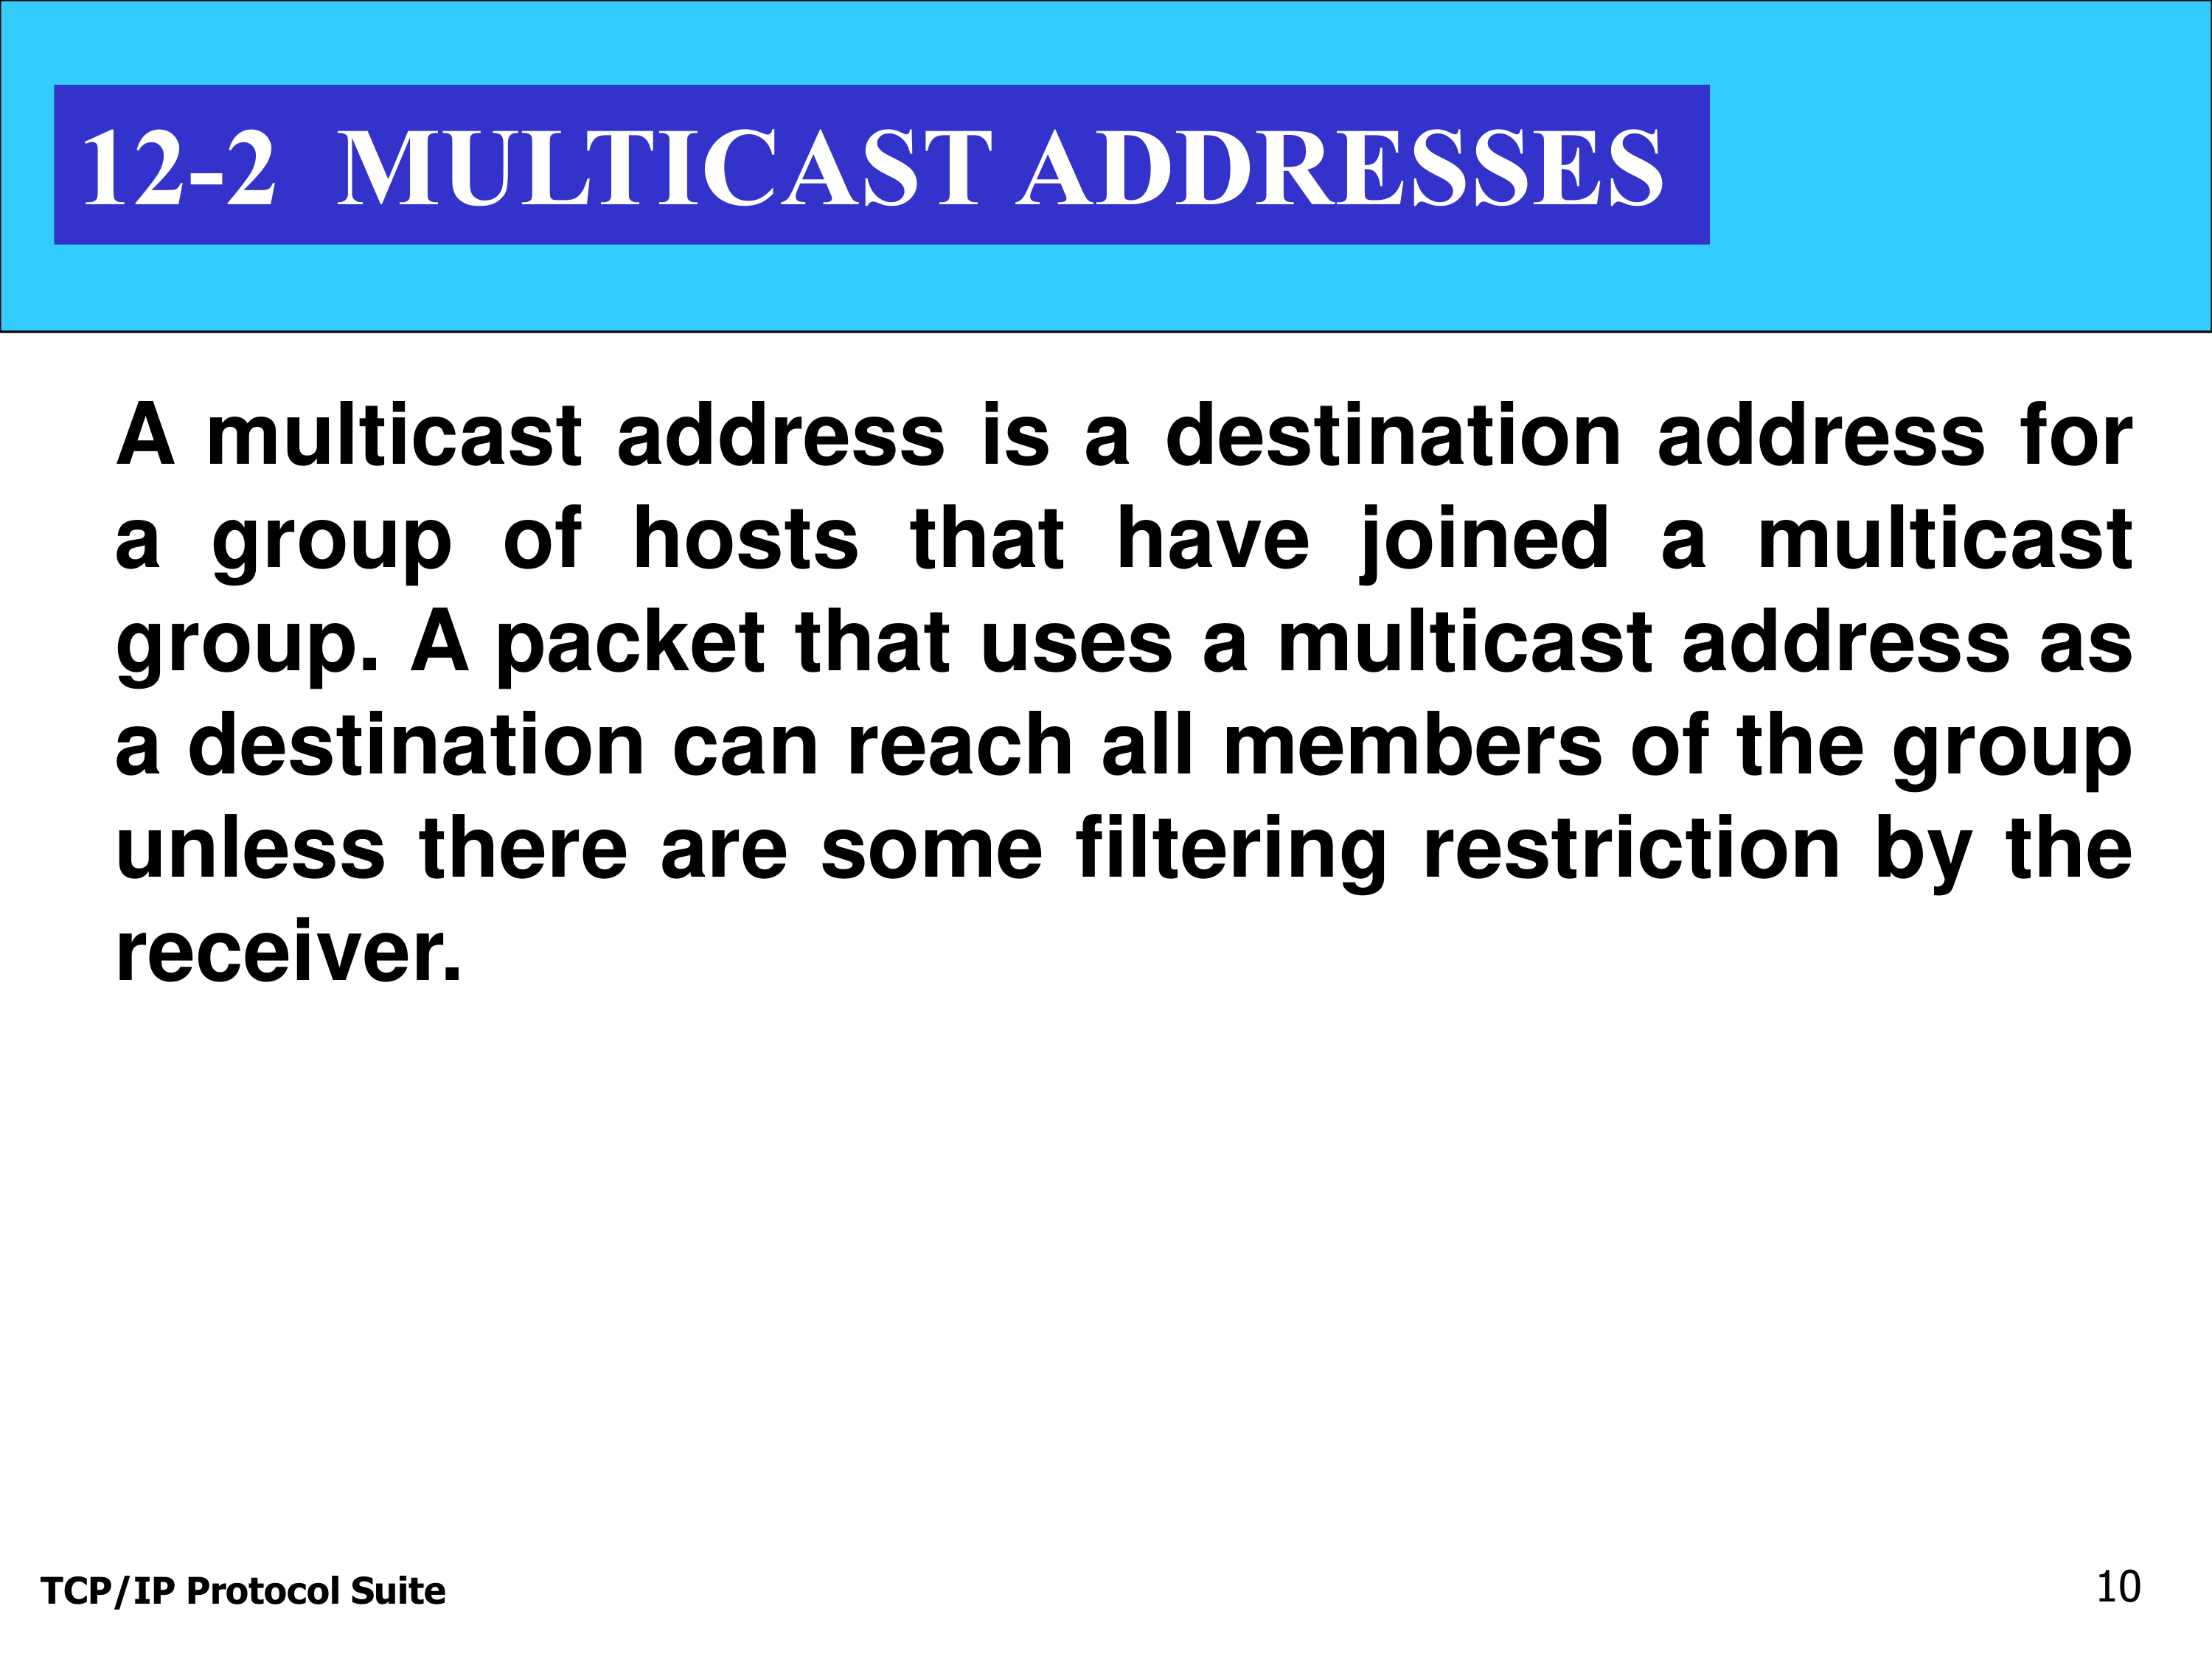 12-2 MULTICAST ADDRESSES
A multicast address is a destination address for
a group of hosts that have joined a multicast
group. A packet that uses a multicast address as
a destination can reach all members of the group
unless there are some filtering restriction by the
receiver.
TCP/IP Protocol Suite
10